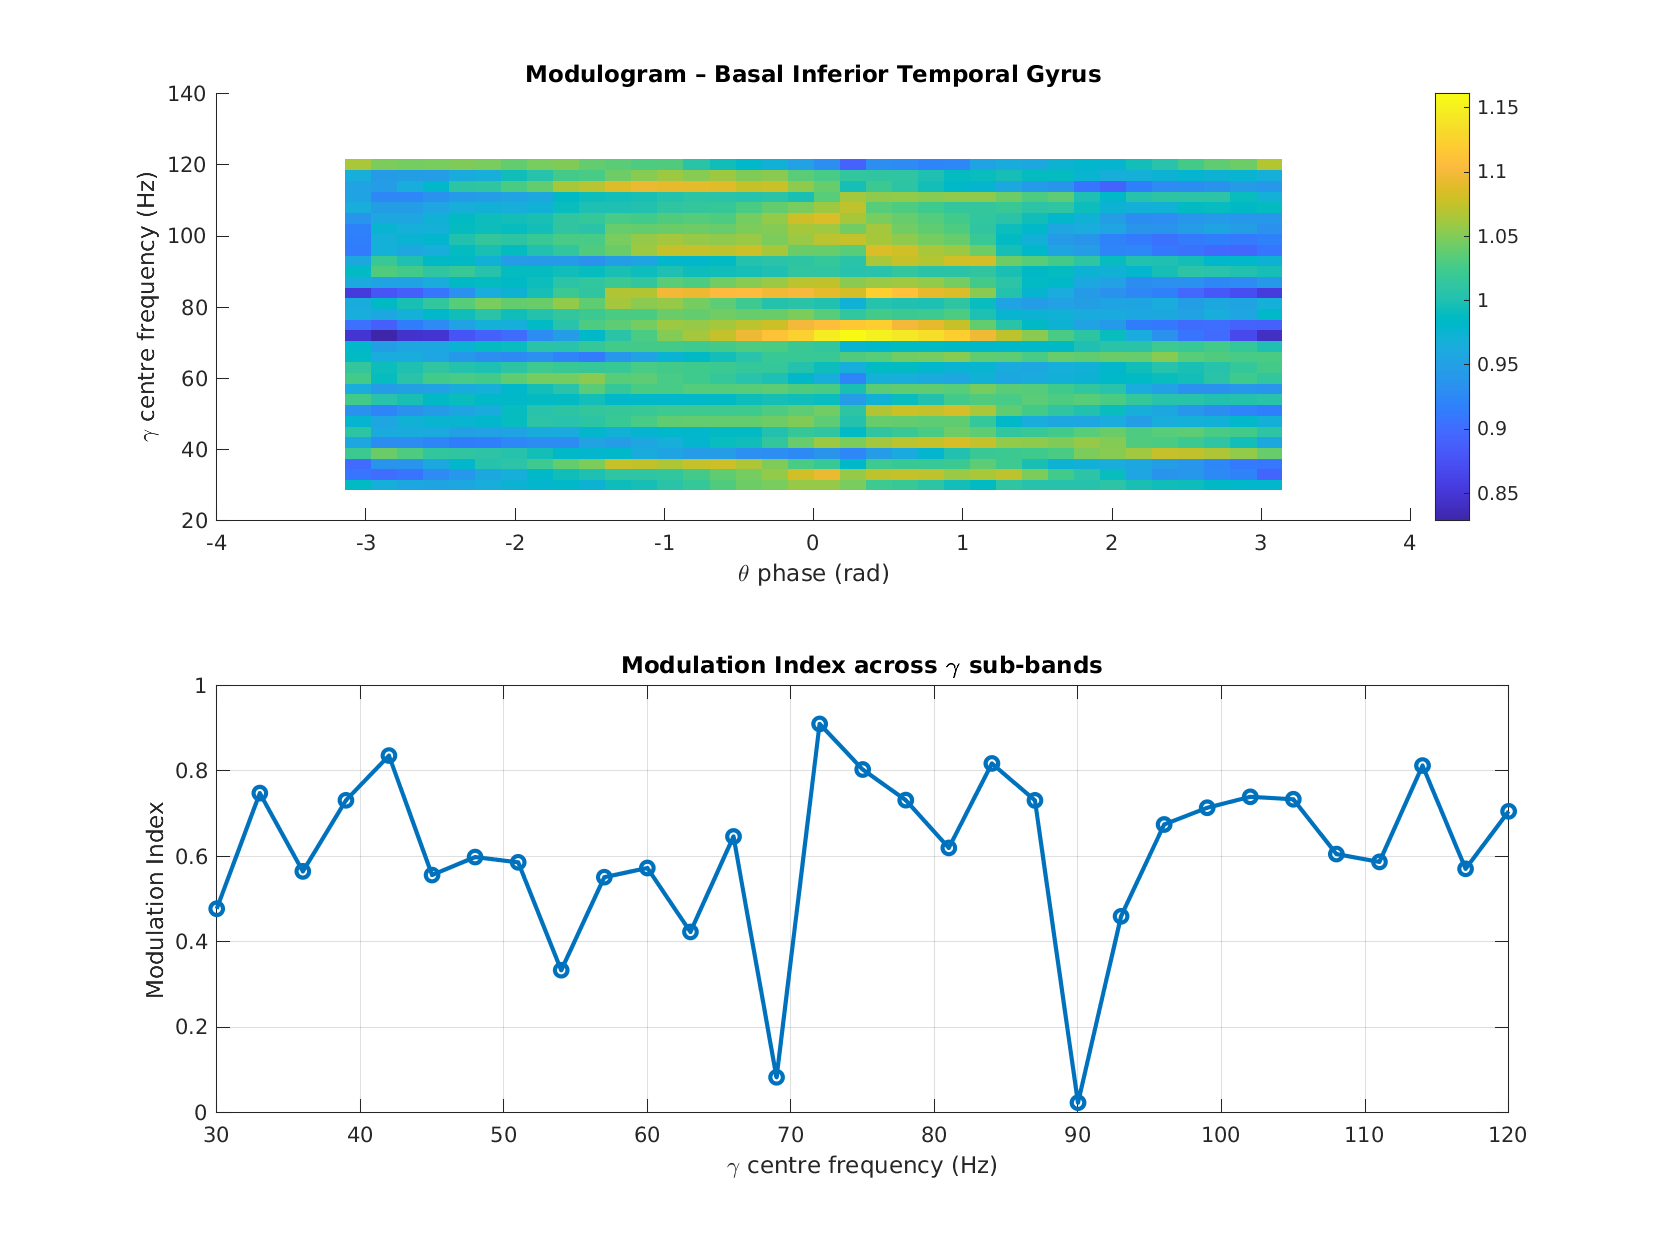 Modulogram – Basal Inferior Temporal Gyrus
γ centre frequency (Hz)
140
120
100
80
60
40
20
-4 -3 -2 -1 0 1 2 3 4
θ phase (rad)
1.15
1.1
1.05
1
0.95
0.9
0.85
Modulation Index across γ sub-bands
Modulation Index
1
0.8
0.6
0.4
0.2
0
30 40 50 60 70 80 90 100 110 120
γ centre frequency (Hz)